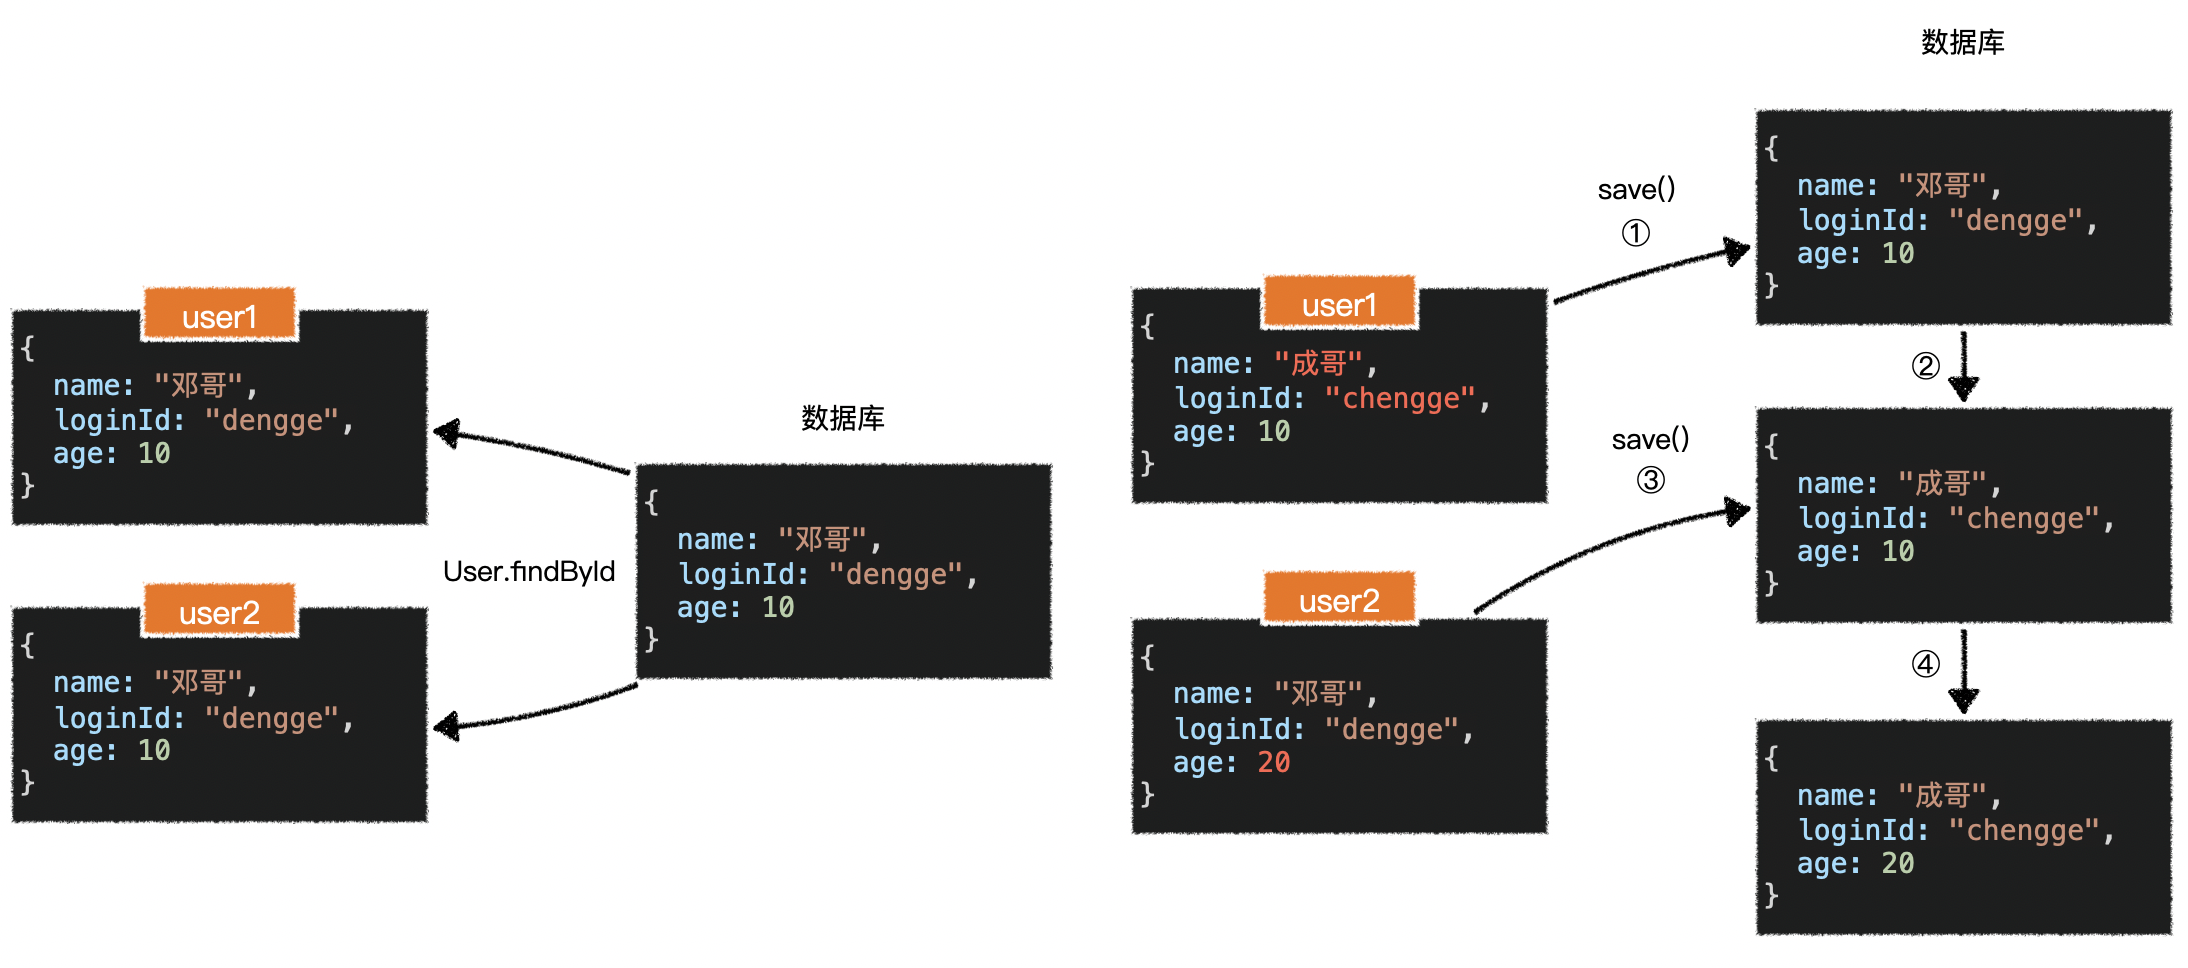 user1
{
name: "邓哥",
loginId: "dengge",
age: 10
}
User.findById
user2
{
name: "邓哥",
loginId: "dengge",
age: 10
}
数据库
{
name: "邓哥",
loginId: "dengge",
age: 10
}
user1
{
name: "成哥",
loginId: "chengge",
age: 10
}
user2
{
name: "邓哥",
loginId: "dengge",
age: 20
}
save()
①
save()
③
数据库
{
name: "邓哥",
loginId: "dengge",
age: 10
}
②
{
name: "成哥",
loginId: "chengge",
age: 10
}
④
{
name: "成哥",
loginId: "chengge",
age: 20
}